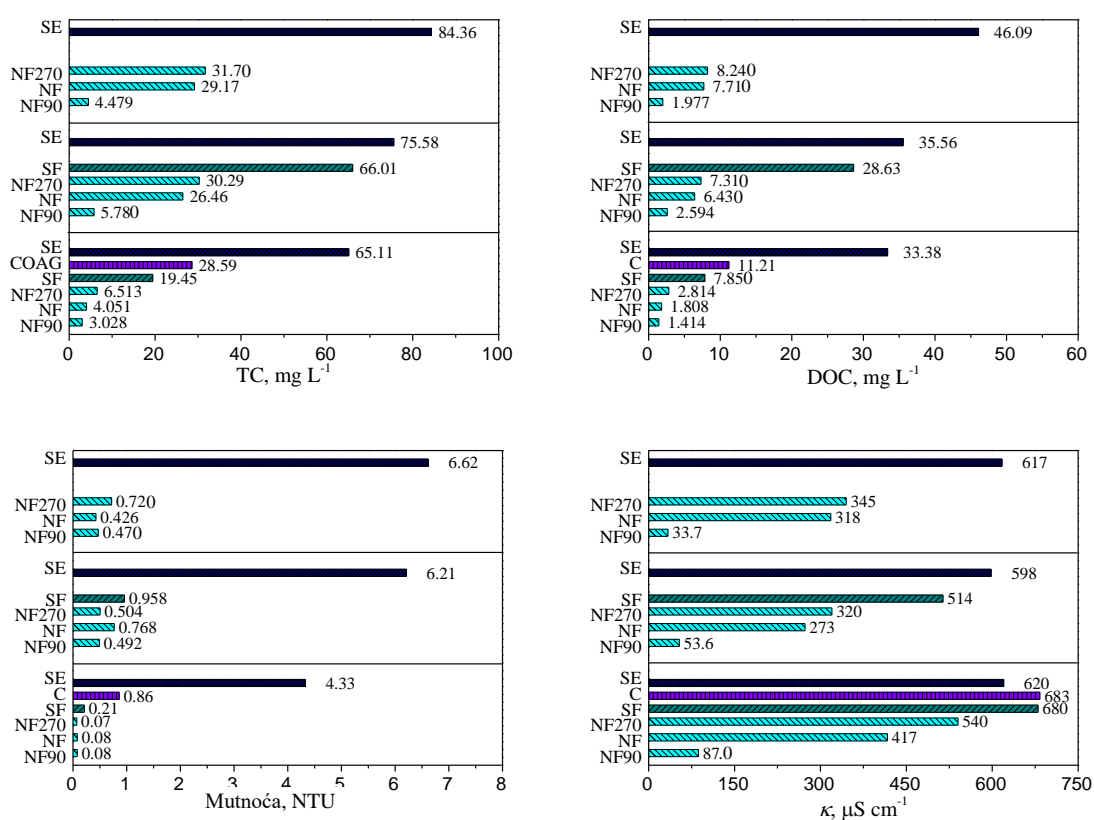 SE 84.36
NF270 31.70
NF 29.17
NF90 4.479
SE 75.58
SF 66.01
NF270 30.29
NF 26.46
NF90 5.780
SE 65.11
COAG 28.59
SF 19.45
NF270 6.513
NF 4.051
NF90 3.028
0 20 40 60 80 100
TC, mg L⁻¹
SE 46.09
NF270 8.240
NF 7.710
NF90 1.977
SE 35.56
SF 28.63
NF270 7.310
NF 6.430
NF90 2.594
SE 33.38
C 11.21
SF 7.850
NF270 2.814
NF 1.808
NF90 1.414
0 10 20 30 40 50 60
DOC, mg L⁻¹
SE 6.62
NF270 0.720
NF 0.426
NF90 0.470
SE 6.21
SF 0.958
NF270 0.504
NF 0.768
NF90 0.492
SE 4.33
C 0.86
SF 0.21
NF270 0.07
NF 0.08
NF90 0.08
0 1 2 3 4 5 6 7 8
Mutnoća, NTU
SE 617
NF270 345
NF 318
NF90 33.7
SE 598
SF 514
NF270 320
NF 273
NF90 53.6
SE 620
C 683
SF 680
NF270 540
NF 417
NF90 87.0
0 150 300 450 600 750
κ, μS cm⁻¹